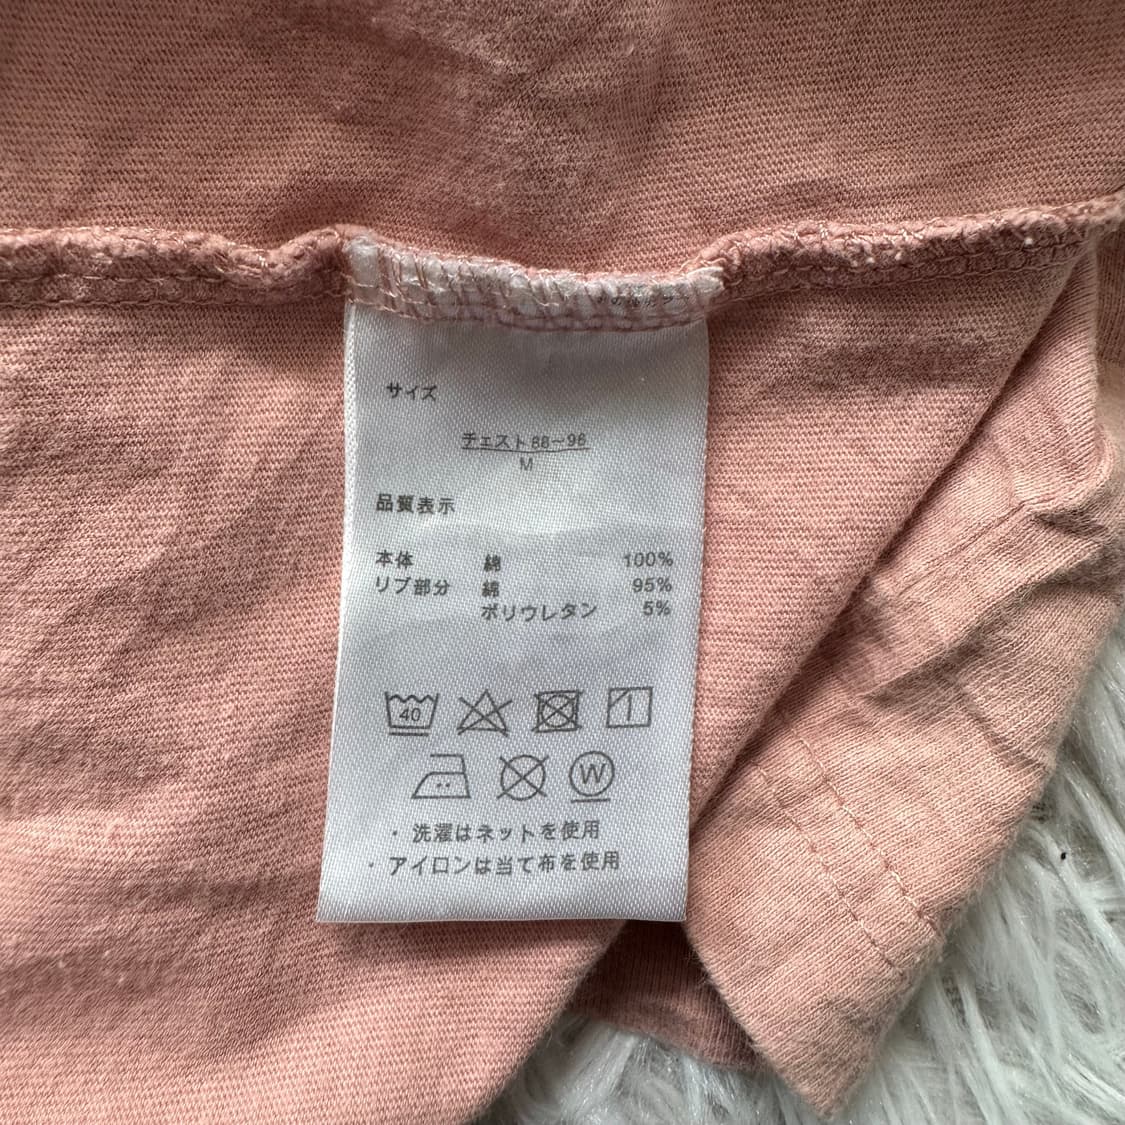 サイズ
チェスト88～96
M
品質表示
本体 綿 100%
リブ部分 綿 95%
ポリウレタン 5%
40
W
・洗濯はネットを使用
・アイロンは当て布を使用